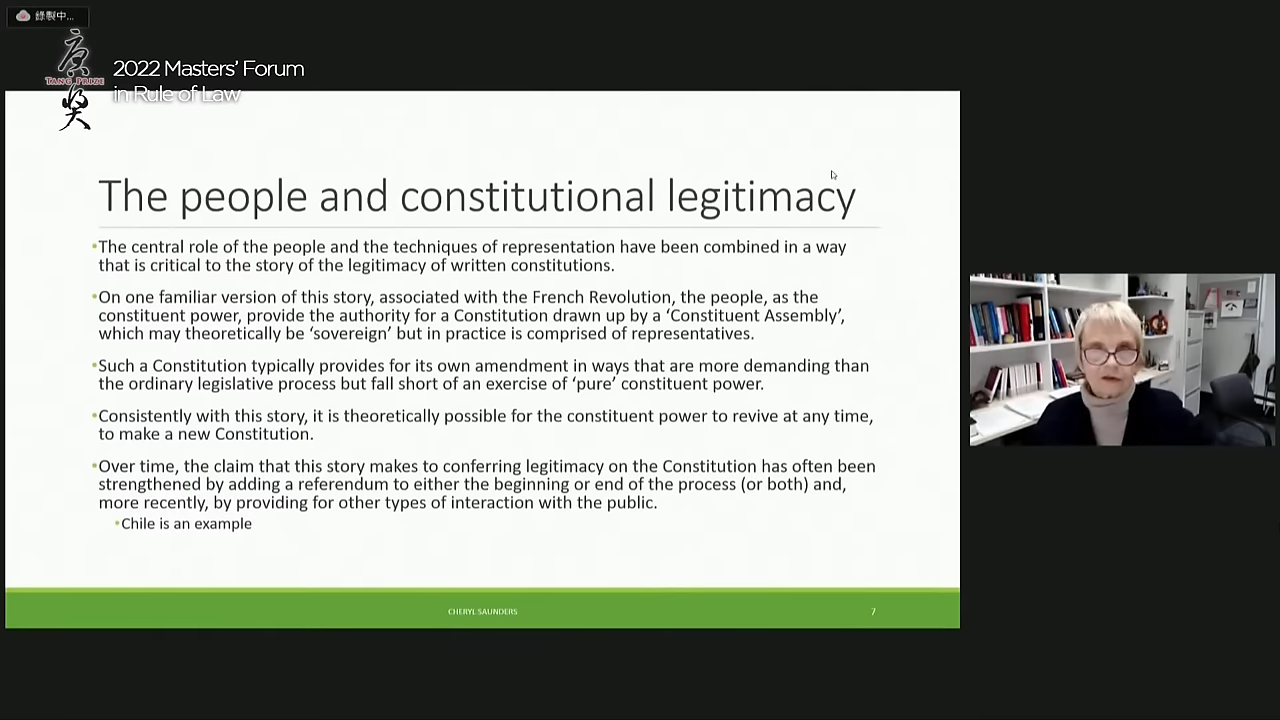 錄製中...
唐獎
TANG PRIZE
2022 Masters’ Forum
in Rule of Law
The people and constitutional legitimacy
•The central role of the people and the techniques of representation have been combined in a way
that is critical to the story of the legitimacy of written constitutions.
•On one familiar version of this story, associated with the French Revolution, the people, as the
constituent power, provide the authority for a Constitution drawn up by a ‘Constituent Assembly’,
which may theoretically be ‘sovereign’ but in practice is comprised of representatives.
•Such a Constitution typically provides for its own amendment in ways that are more demanding than
the ordinary legislative process but fall short of an exercise of ‘pure’ constituent power.
•Consistently with this story, it is theoretically possible for the constituent power to revive at any time,
to make a new Constitution.
•Over time, the claim that this story makes to conferring legitimacy on the Constitution has often been
strengthened by adding a referendum to either the beginning or end of the process (or both) and,
more recently, by providing for other types of interaction with the public.
•Chile is an example
CHERYL SAUNDERS
7